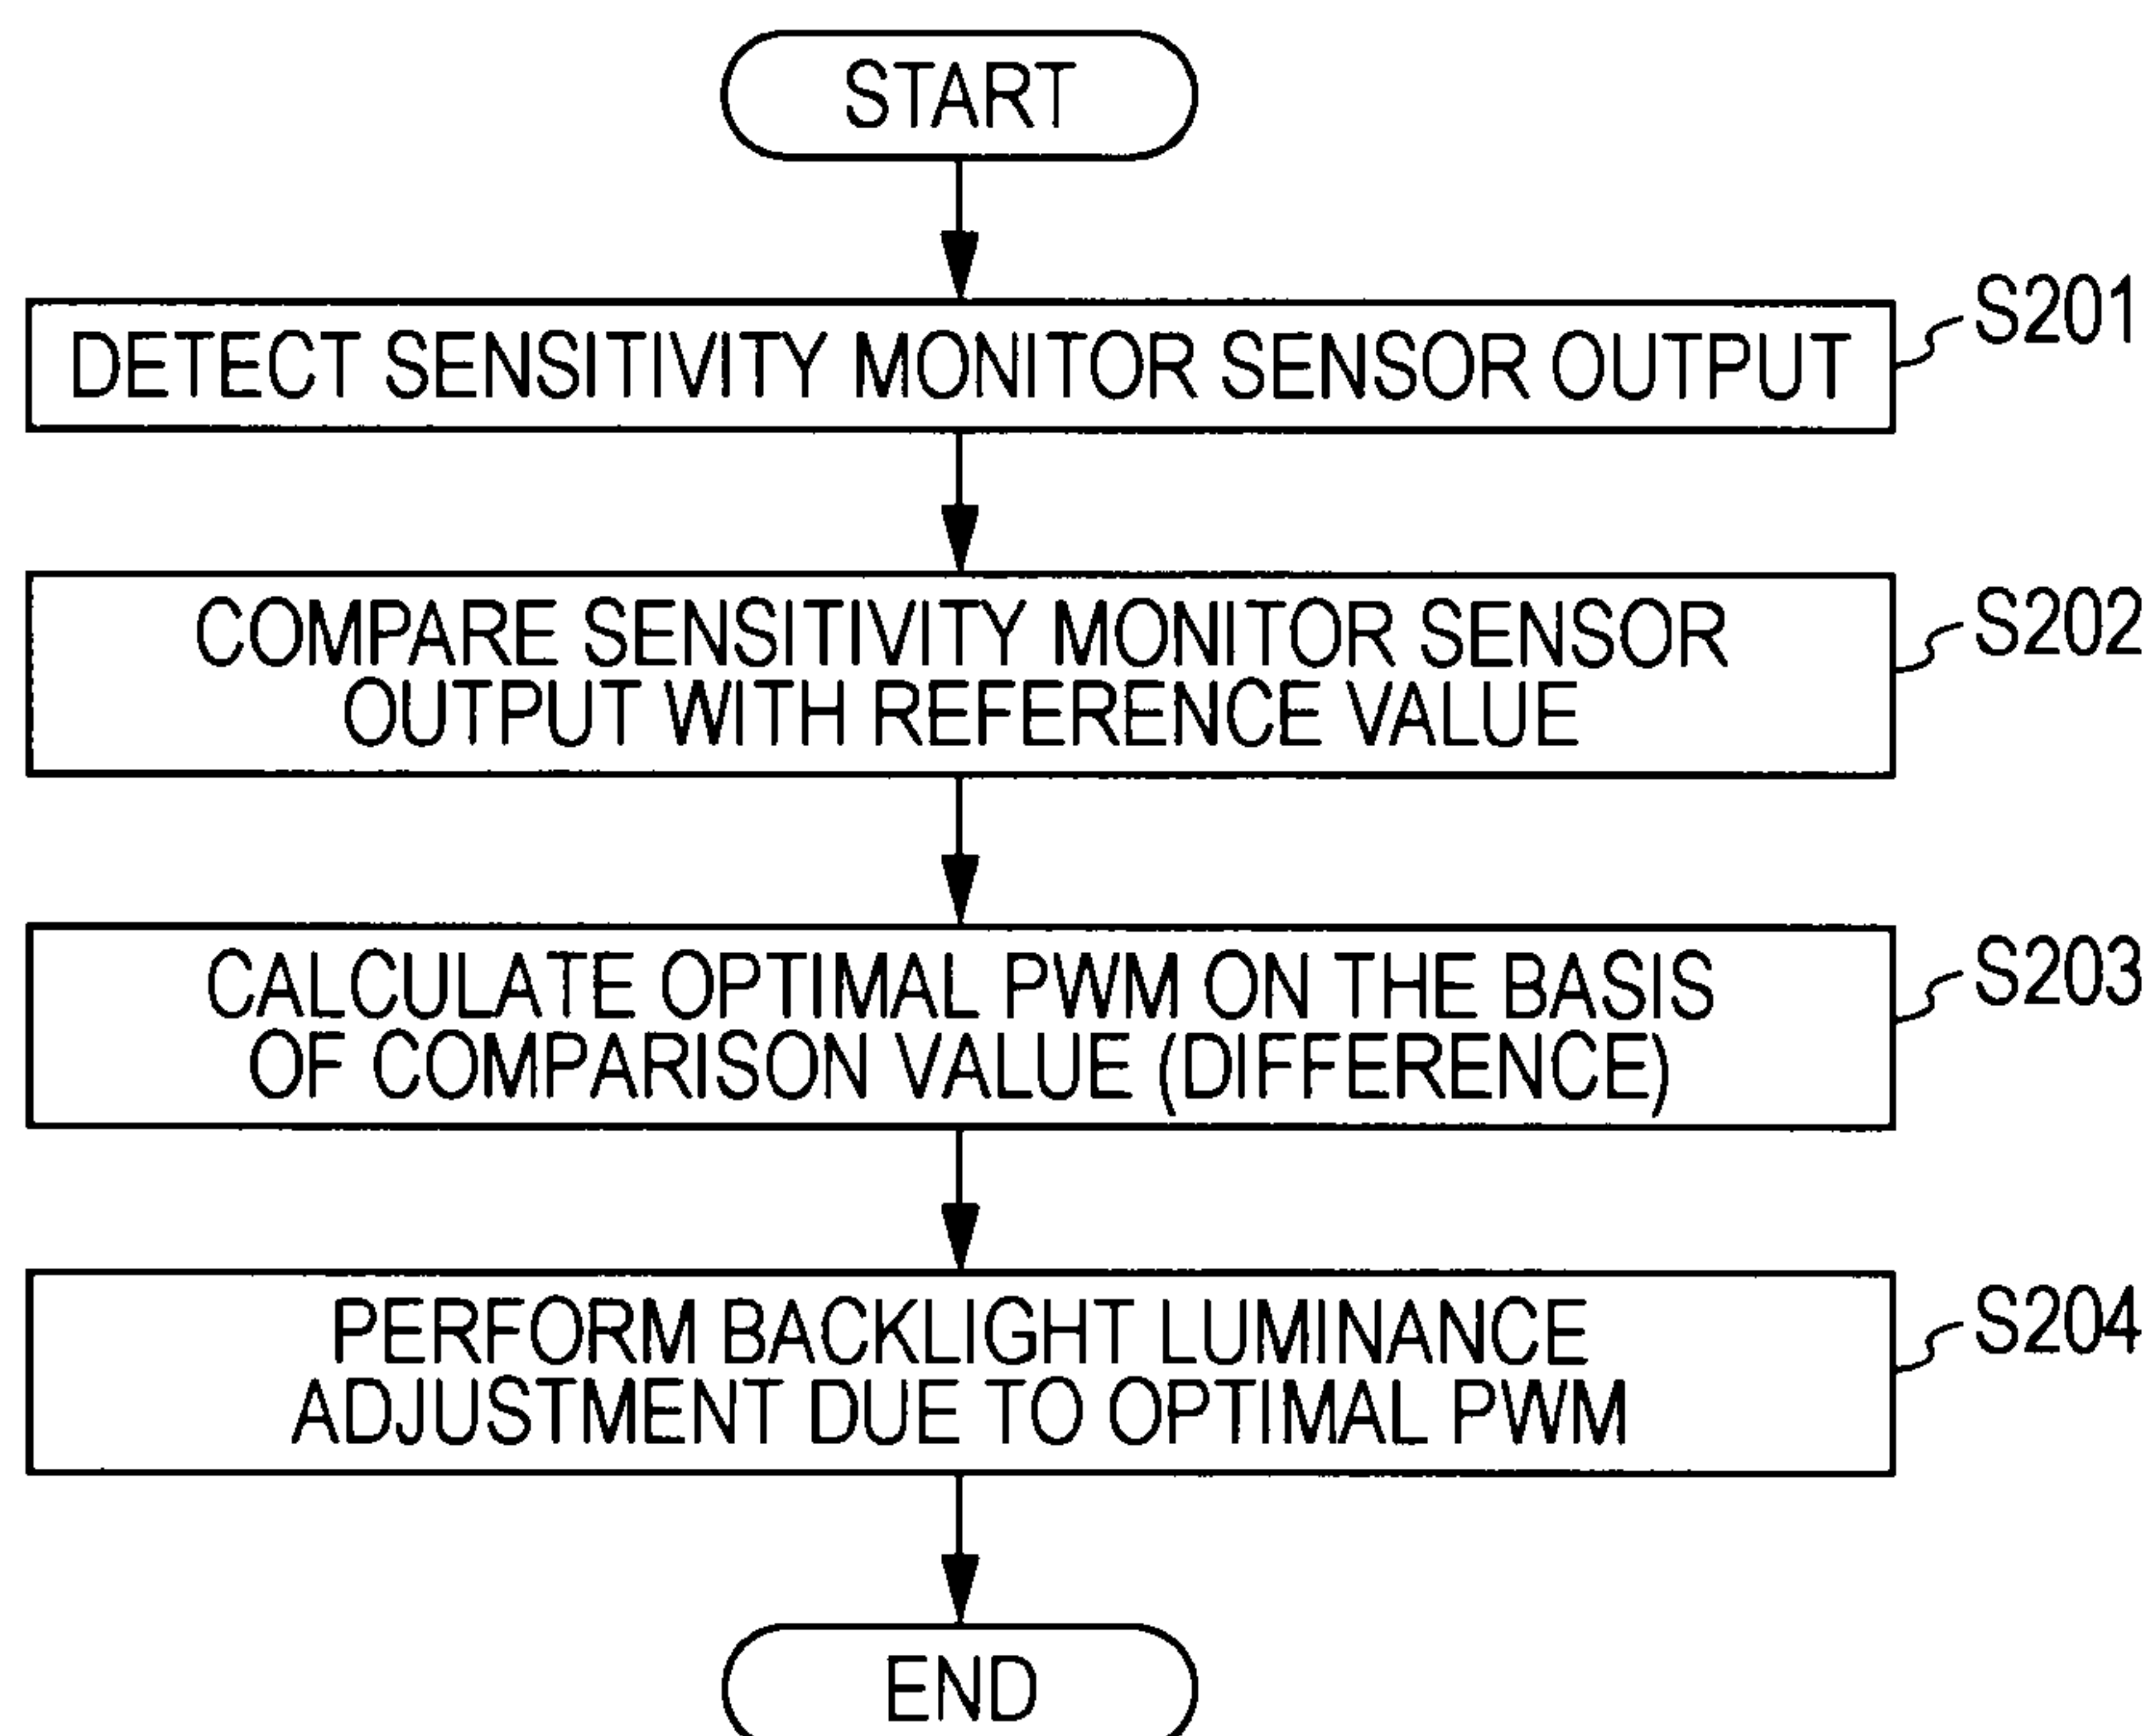 START
DETECT SENSITIVITY MONITOR SENSOR OUTPUT
S201
COMPARE SENSITIVITY MONITOR SENSOR
OUTPUT WITH REFERENCE VALUE
S202
CALCULATE OPTIMAL PWM ON THE BASIS
OF COMPARISON VALUE (DIFFERENCE)
S203
PERFORM BACKLIGHT LUMINANCE
ADJUSTMENT DUE TO OPTIMAL PWM
S204
END